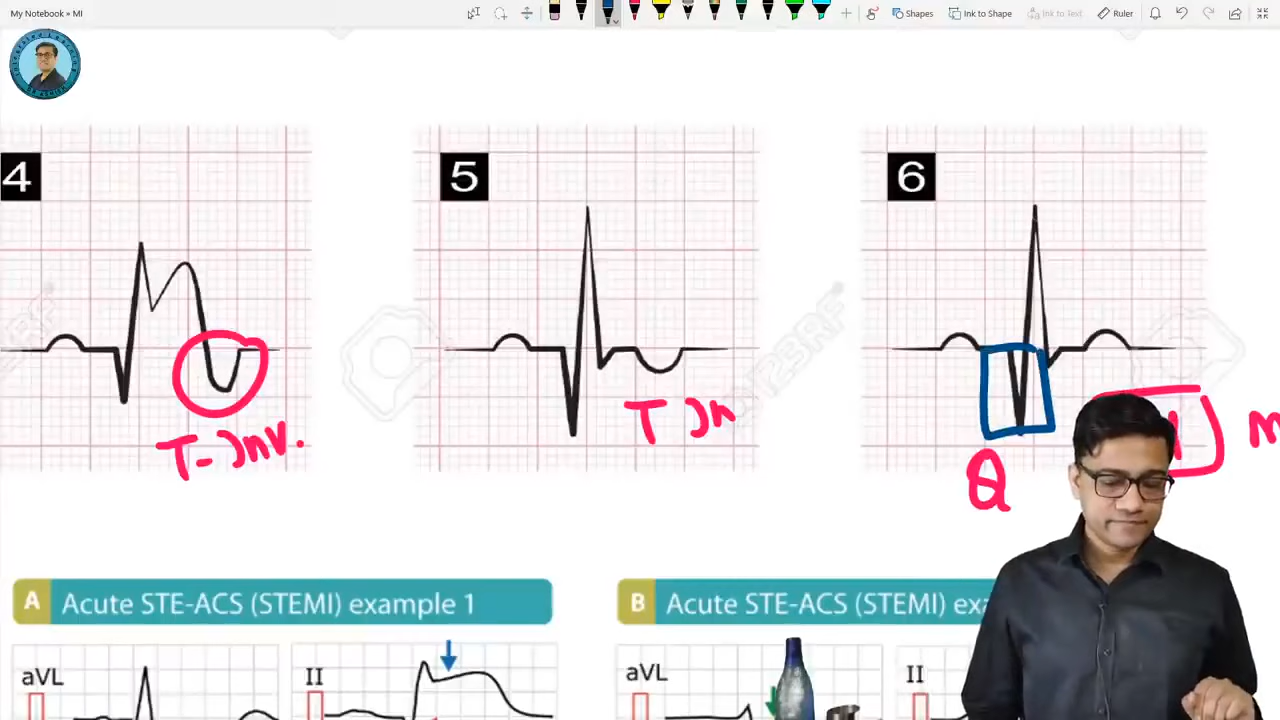 My Notebook » MI
Shapes
Ink to Shape
Ink to Text
Ruler
4
5
6
T-Inv.
T In
Q
A Acute STE-ACS (STEMI) example 1
B Acute STE-ACS (STEMI) exa
aVL
II
aVL
II